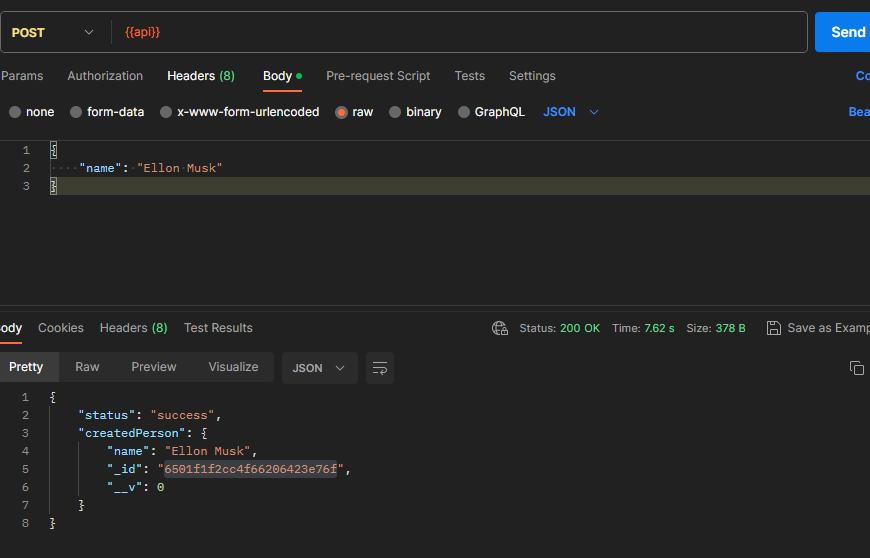 POST {{api}} Send
Params Authorization Headers (8) Body Pre-request Script Tests Settings Co
none form-data x-www-form-urlencoded raw binary GraphQL JSON Bea
1 {
2 "name": "Ellon Musk"
3 }
ody Cookies Headers (8) Test Results Status: 200 OK Time: 7.62 s Size: 378 B Save as Examp
Pretty Raw Preview Visualize JSON
1 {
2 "status": "success",
3 "createdPerson": {
4 "name": "Ellon Musk",
5 "_id": "6501f1f2cc4f66206423e76f",
6 "__v": 0
7 }
8 }